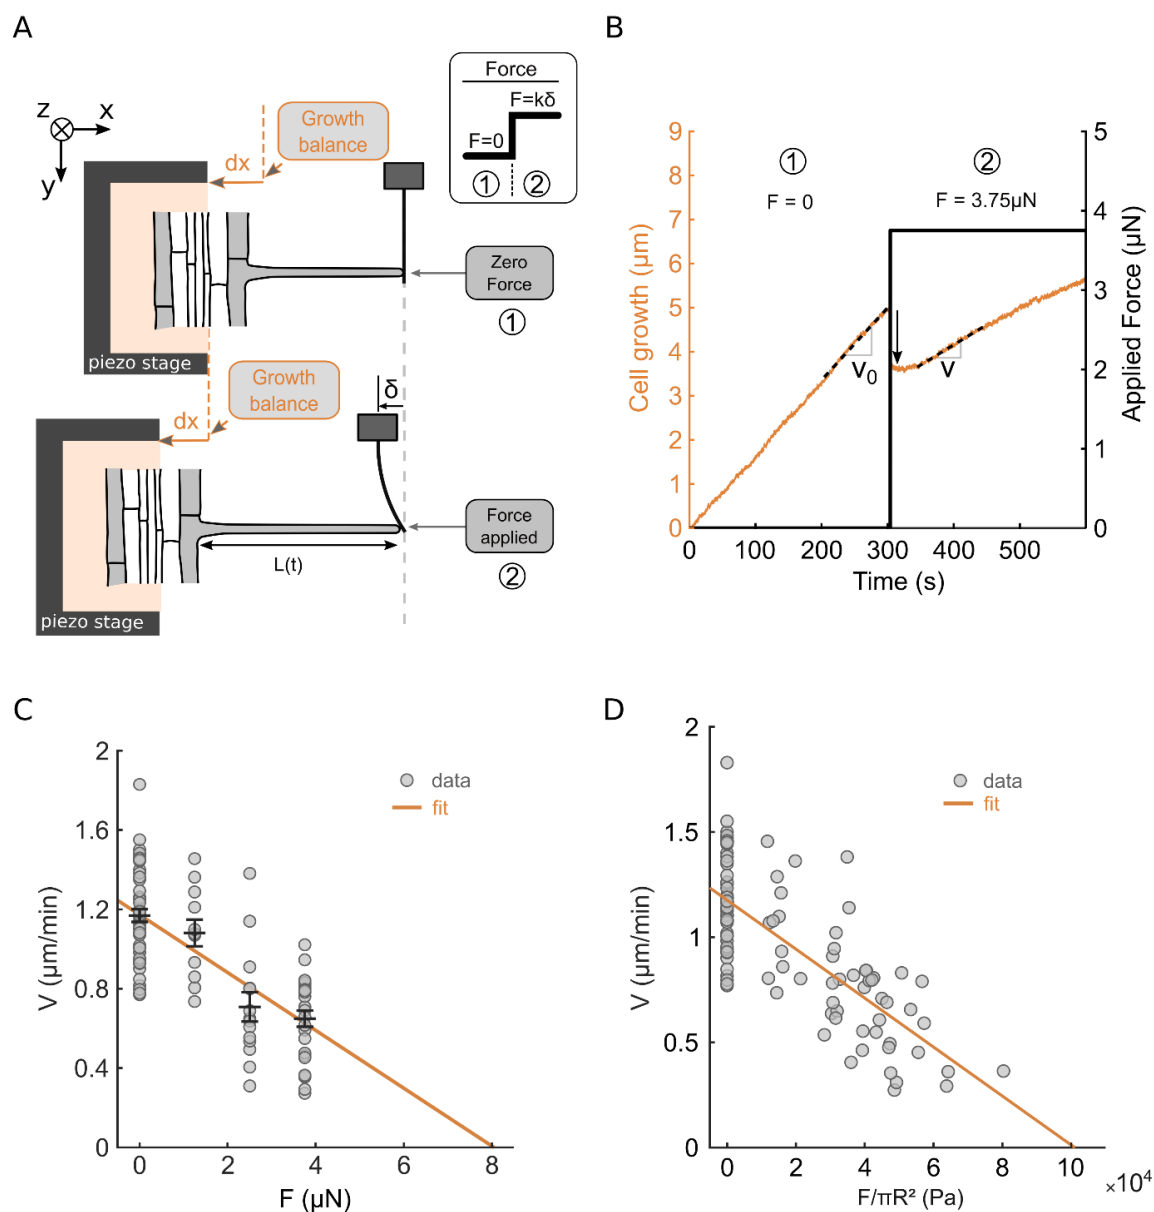 A
Force
F=kδ
F=0
① ②
z
x
y
Growth
balance
dx
Zero
Force
①
piezo stage
Growth
balance
dx
δ
Force
applied
②
L(t)
piezo stage
B
9
8
7
6
5
4
3
2
1
0
Cell growth (μm)
① ②
F = 0
F = 3.75μN
V₀
V
5
4
3
2
1
0
Applied Force (μN)
0 100 200 300 400 500
Time (s)
C
2
1.6
1.2
0.8
0.4
0
V (μm/min)
data
fit
0 2 4 6 8
F (μN)
D
2
1.5
1
0.5
0
V (μm/min)
data
fit
0 2 4 6 8 10
×10⁴
F/πR² (Pa)